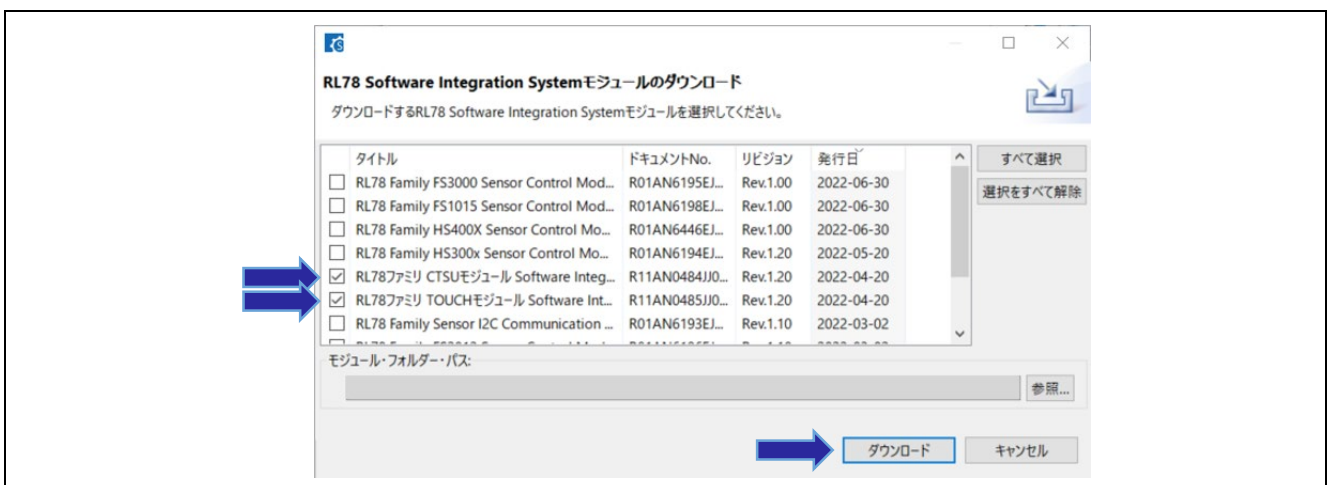 RL78 Software Integration Systemモジュールのダウンロード
ダウンロードするRL78 Software Integration Systemモジュールを選択してください。
タイトル ドキュメントNo. リビジョン 発行日
すべて選択
RL78 Family FS3000 Sensor Control Mod... R01AN6195EJ... Rev.1.00 2022-06-30
選択をすべて解除
RL78 Family FS1015 Sensor Control Mod... R01AN6198EJ... Rev.1.00 2022-06-30
RL78 Family HS400X Sensor Control Mo... R01AN6446EJ... Rev.1.00 2022-06-30
RL78 Family HS300x Sensor Control Mo... R01AN6194EJ... Rev.1.20 2022-05-20
RL78ファミリ CTSUモジュール Software Integ... R11AN0484JJ0... Rev.1.20 2022-04-20
RL78ファミリ TOUCHモジュール Software Int... R11AN0485JJ0... Rev.1.20 2022-04-20
RL78 Family Sensor I2C Communication ... R01AN6193EJ... Rev.1.10 2022-03-02
モジュール・フォルダー・パス:
参照...
ダウンロード キャンセル